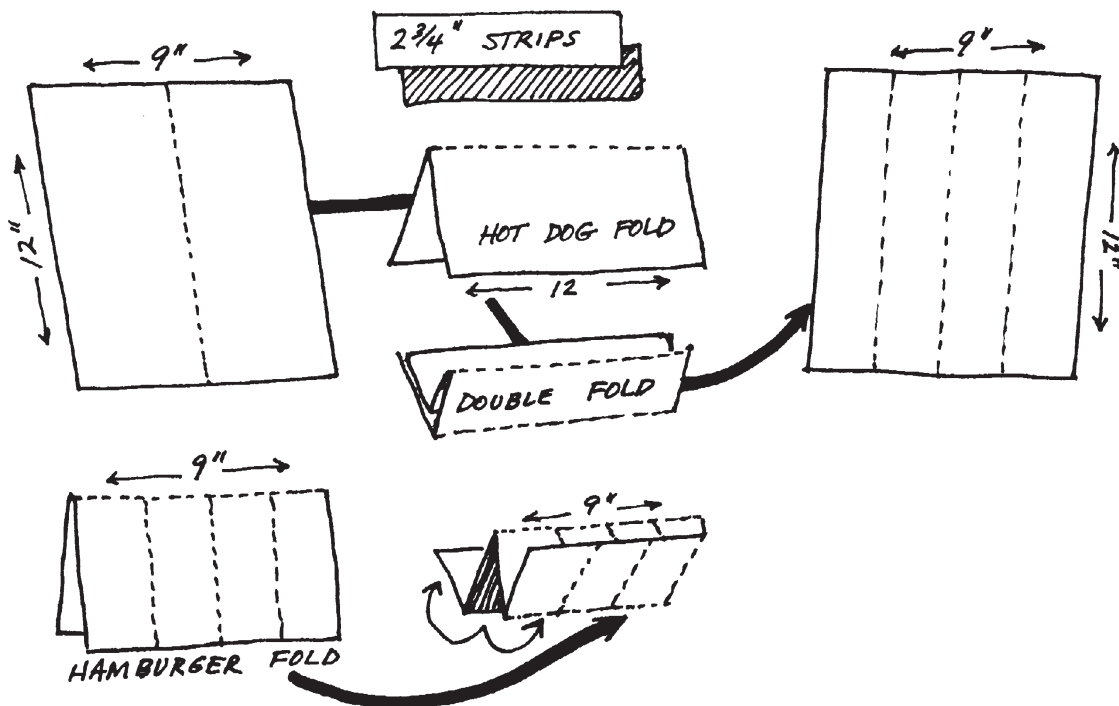 9"
2 3/4" STRIPS
9"
12"
HOT DOG FOLD
12
12"
DOUBLE FOLD
9"
9"
HAMBURGER FOLD